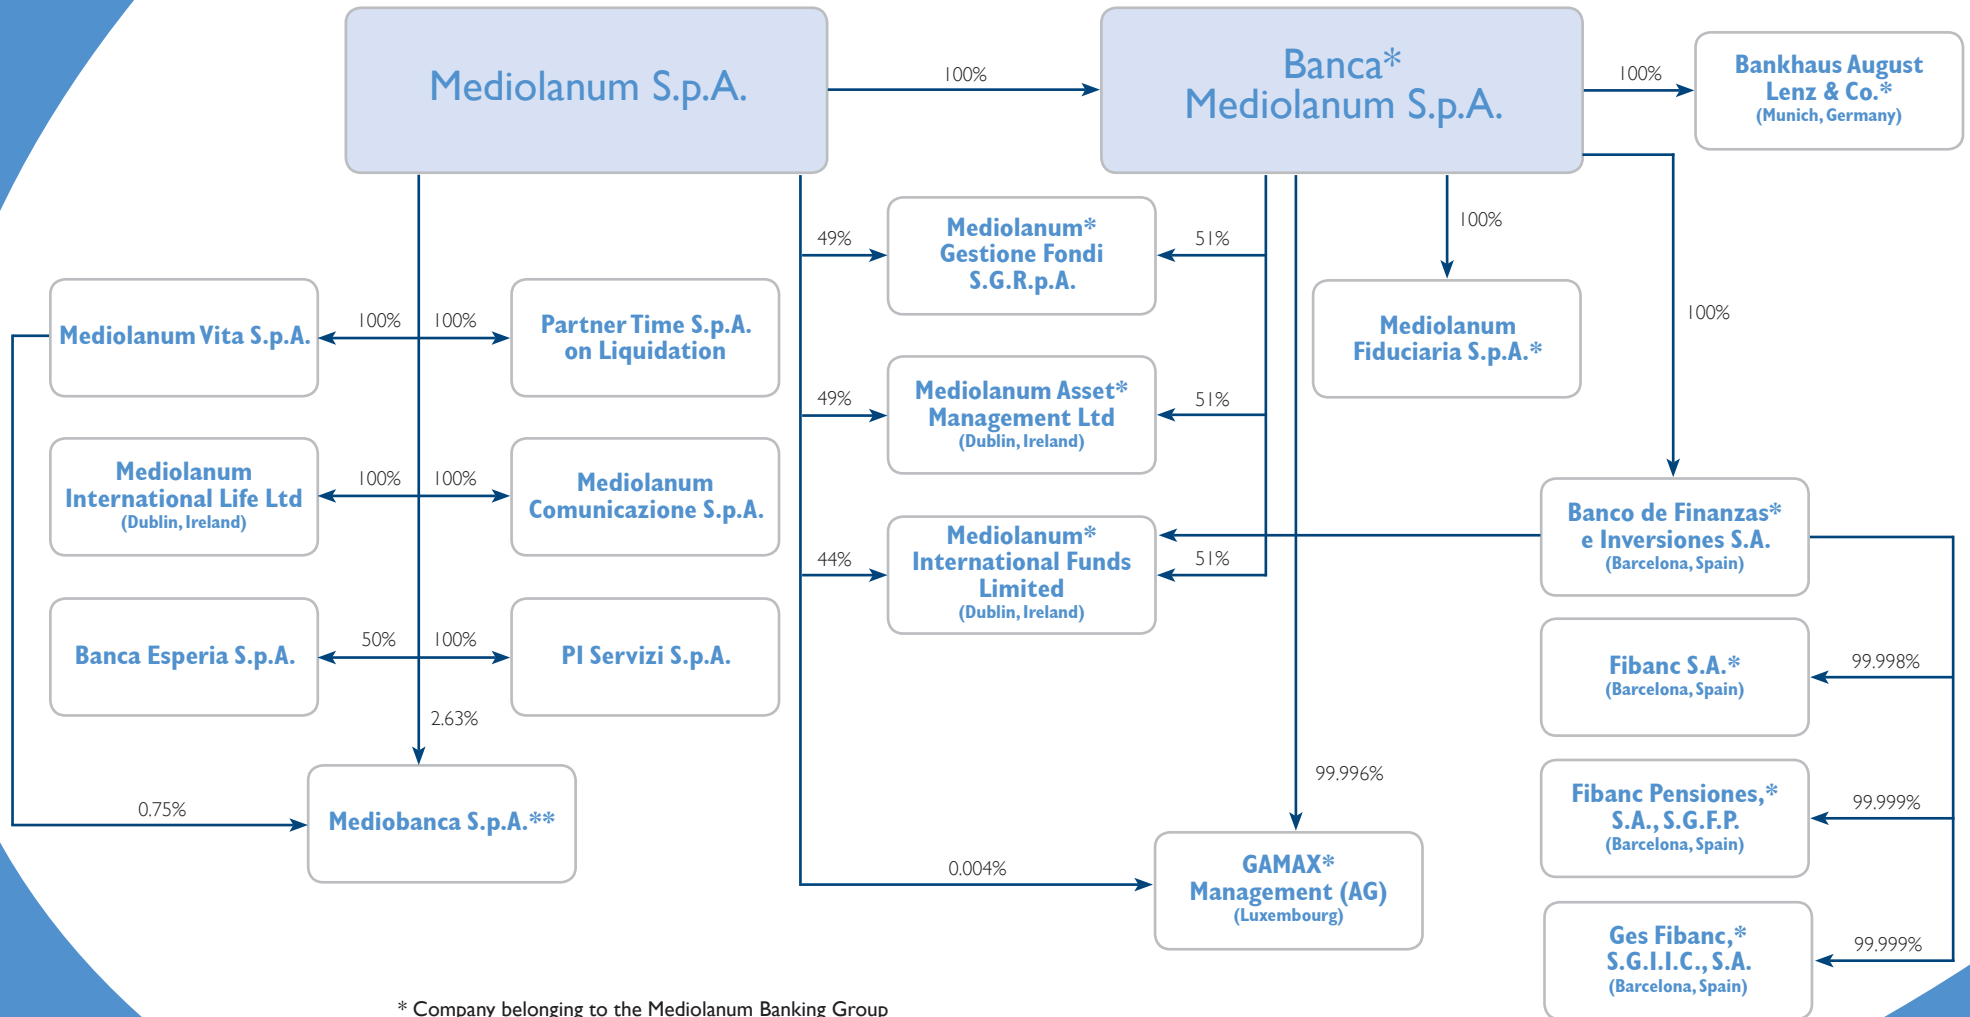 Mediolanum S.p.A.
100%
Banca*
Mediolanum S.p.A.
100%
Bankhaus August
Lenz & Co.*
(Munich, Germany)
49%
Mediolanum*
Gestione Fondi
S.G.R.p.A.
51%
100%
Mediolanum Vita S.p.A.
100%
100%
Partner Time S.p.A.
on Liquidation
Mediolanum
Fiduciaria S.p.A.*
100%
49%
Mediolanum Asset*
Management Ltd
(Dublin, Ireland)
51%
Mediolanum
International Life Ltd
(Dublin, Ireland)
100%
100%
Mediolanum
Comunicazione S.p.A.
44%
Mediolanum*
International Funds
Limited
(Dublin, Ireland)
51%
Banco de Finanzas*
e Inversiones S.A.
(Barcelona, Spain)
Banca Esperia S.p.A.
50%
100%
PI Servizi S.p.A.
Fibanc S.A.*
(Barcelona, Spain)
99.998%
2.63%
0.75%
Mediobanca S.p.A.**
99.996%
Fibanc Pensiones,*
S.A., S.G.F.P.
(Barcelona, Spain)
99.999%
0.004%
GAMAX*
Management (AG)
(Luxembourg)
Ges Fibanc,*
S.G.I.I.C., S.A.
(Barcelona, Spain)
99.999%
* Company belonging to the Mediolanum Banking Group